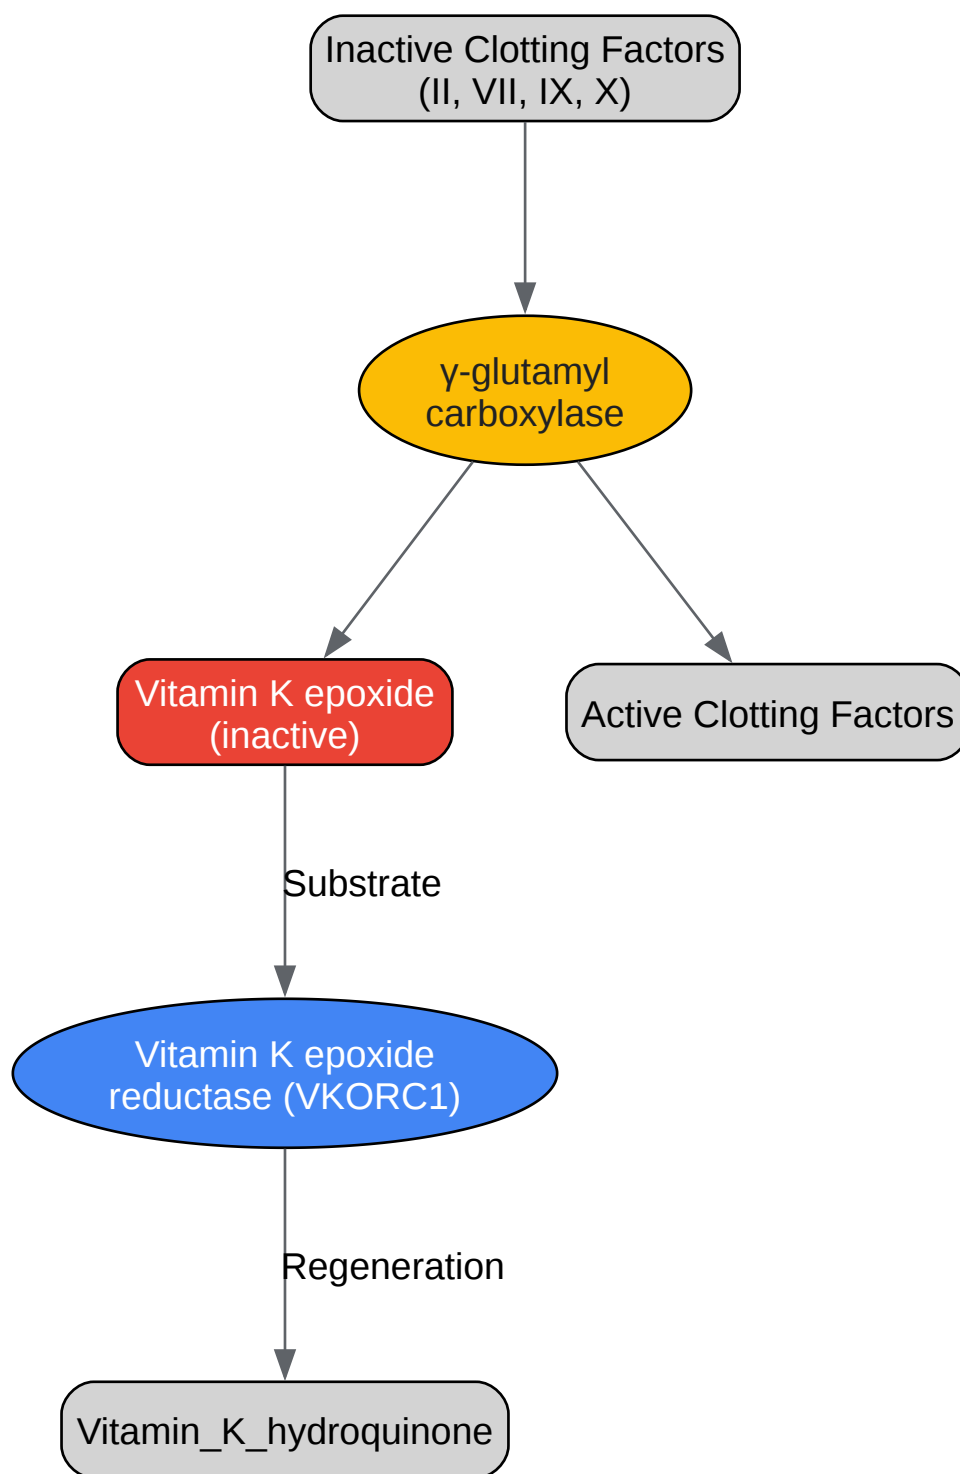 Inactive Clotting Factors
(II, VII, IX, X)
γ-glutamyl
carboxylase
Vitamin K epoxide
(inactive)
Active Clotting Factors
Substrate
Vitamin K epoxide
reductase (VKORC1)
Regeneration
Vitamin_K_hydroquinone